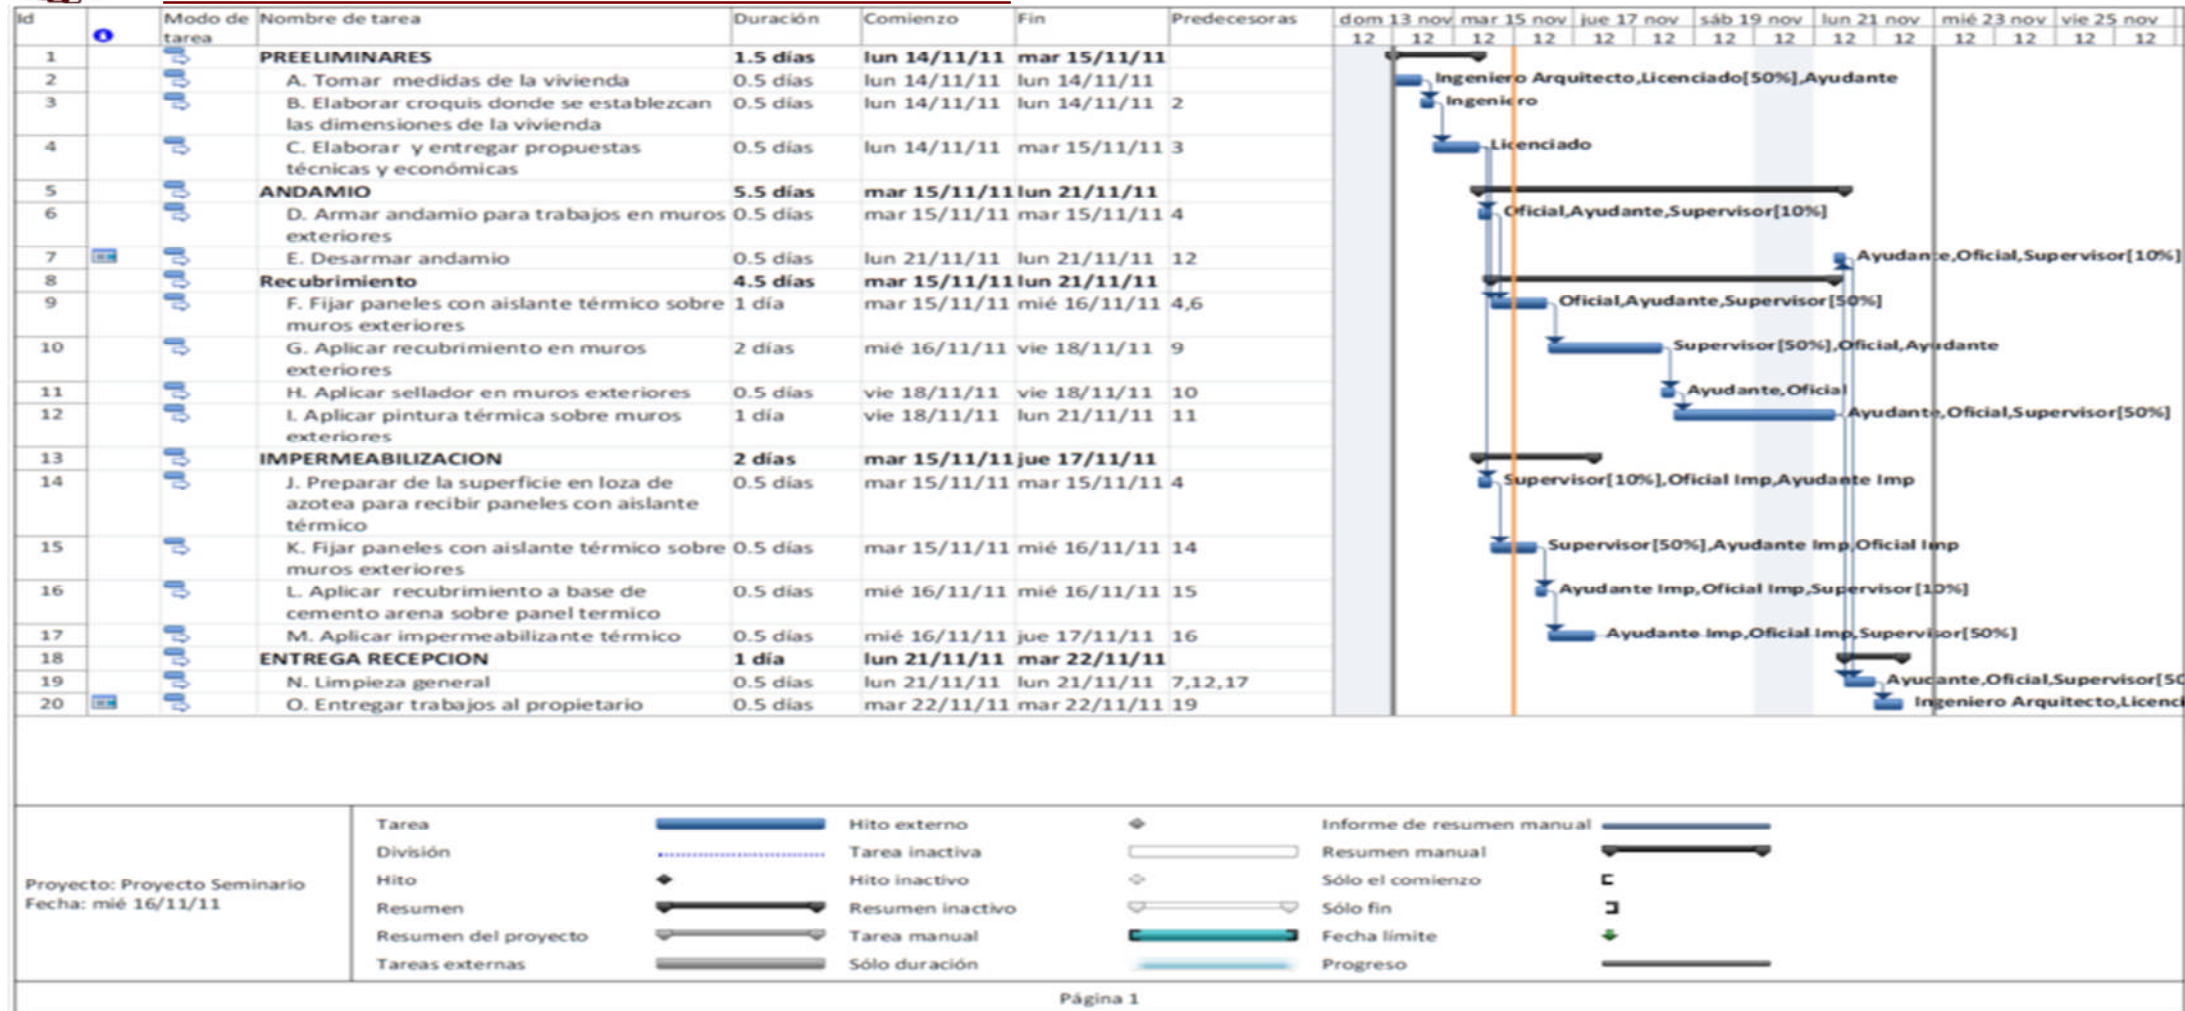 Id Modo de Nombre de tarea Duración Comienzo Fin Predecesoras dom 13 nov mar 15 nov jue 17 nov sáb 19 nov lun 21 nov mié 23 nov vie 25 nov
tarea 12 12 12 12 12 12 12 12 12 12 12 12 12 12
1 PREELIMINARES 1.5 días lun 14/11/11 mar 15/11/11
2 A. Tomar medidas de la vivienda 0.5 días lun 14/11/11 lun 14/11/11 Ingeniero Arquitecto,Licenciado[50%],Ayudante
3 B. Elaborar croquis donde se establezcan 0.5 días lun 14/11/11 lun 14/11/11 2 Ingeniero
las dimensiones de la vivienda
4 C. Elaborar y entregar propuestas 0.5 días lun 14/11/11 mar 15/11/11 3 Licenciado
técnicas y económicas
5 ANDAMIO 5.5 días mar 15/11/11 lun 21/11/11
6 D. Armar andamio para trabajos en muros 0.5 días mar 15/11/11 mar 15/11/11 4 Oficial,Ayudante,Supervisor[10%]
exteriores
7 E. Desarmar andamio 0.5 días lun 21/11/11 lun 21/11/11 12 Ayudante,Oficial,Supervisor[10%]
8 Recubrimiento 4.5 días mar 15/11/11 lun 21/11/11
9 F. Fijar paneles con aislante térmico sobre 1 día mar 15/11/11 mié 16/11/11 4,6 Oficial,Ayudante,Supervisor[50%]
muros exteriores
10 G. Aplicar recubrimiento en muros 2 días mié 16/11/11 vie 18/11/11 9 Supervisor[50%],Oficial,Ayudante
exteriores
11 H. Aplicar sellador en muros exteriores 0.5 días vie 18/11/11 vie 18/11/11 10 Ayudante,Oficial
12 I. Aplicar pintura térmica sobre muros 1 día vie 18/11/11 lun 21/11/11 11 Ayudante,Oficial,Supervisor[50%]
exteriores
13 IMPERMEABILIZACION 2 días mar 15/11/11 jue 17/11/11
14 J. Preparar de la superficie en loza de 0.5 días mar 15/11/11 mar 15/11/11 4 Supervisor[10%],Oficial Imp,Ayudante Imp
azotea para recibir paneles con aislante
térmico
15 K. Fijar paneles con aislante térmico sobre 0.5 días mar 15/11/11 mié 16/11/11 14 Supervisor[50%],Ayudante Imp,Oficial Imp
muros exteriores
16 L. Aplicar recubrimiento a base de 0.5 días mié 16/11/11 mié 16/11/11 15 Ayudante Imp,Oficial Imp,Supervisor[10%]
cemento arena sobre panel termico
17 M. Aplicar impermeabilizante térmico 0.5 días mié 16/11/11 jue 17/11/11 16 Ayudante Imp,Oficial Imp,Supervisor[50%]
18 ENTREGA RECEPCION 1 día lun 21/11/11 mar 22/11/11
19 N. Limpieza general 0.5 días lun 21/11/11 lun 21/11/11 7,12,17 Ayudante,Oficial,Supervisor[50
20 O. Entregar trabajos al propietario 0.5 días mar 22/11/11 mar 22/11/11 19 Ingeniero Arquitecto,Licenci
Proyecto: Proyecto Seminario
Fecha: mié 16/11/11
Tarea Hito externo Informe de resumen manual
División Tarea inactiva Resumen manual
Hito Hito inactivo Sólo el comienzo
Resumen Resumen inactivo Sólo fin
Resumen del proyecto Tarea manual Fecha límite
Tareas externas Sólo duración Progreso
Página 1